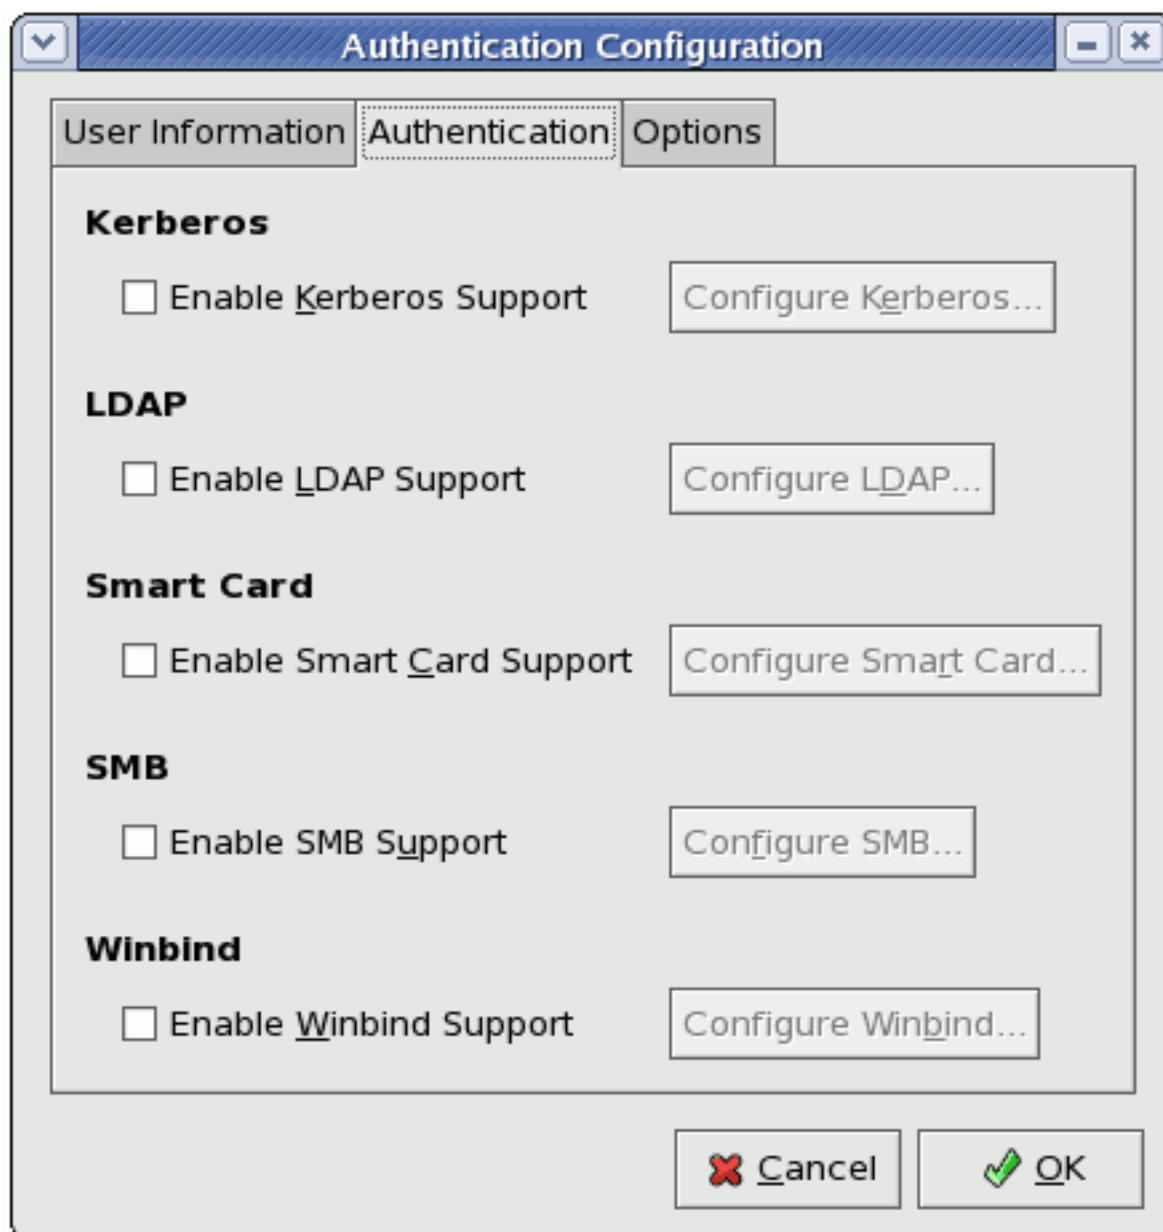 Authentication Configuration
User Information Authentication Options
Kerberos
Enable Kerberos Support Configure Kerberos...
LDAP
Enable LDAP Support Configure LDAP...
Smart Card
Enable Smart Card Support Configure Smart Card...
SMB
Enable SMB Support Configure SMB...
Winbind
Enable Winbind Support Configure Winbind...
Cancel OK